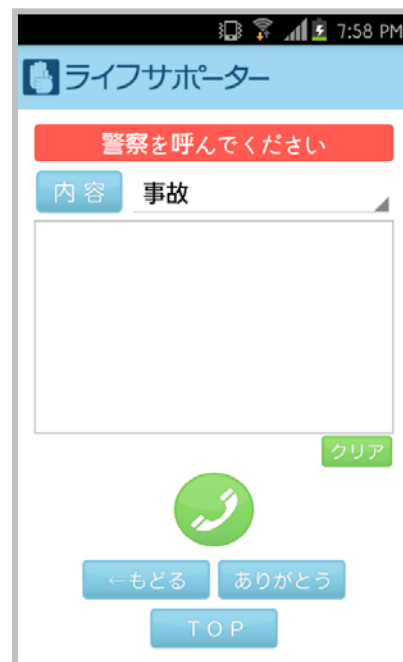 7:58 PM
ライフサポーター
警察を呼んでください
内容 事故
クリア
←もどる ありがとう
TOP